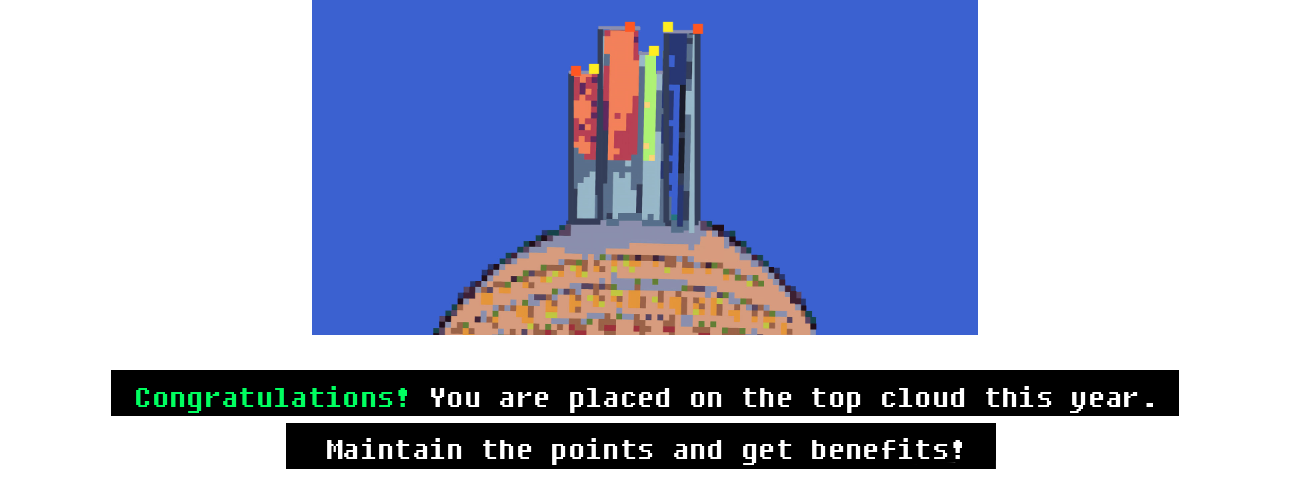 Congratulations! You are placed on the top cloud this year.
Maintain the points and get benefits!